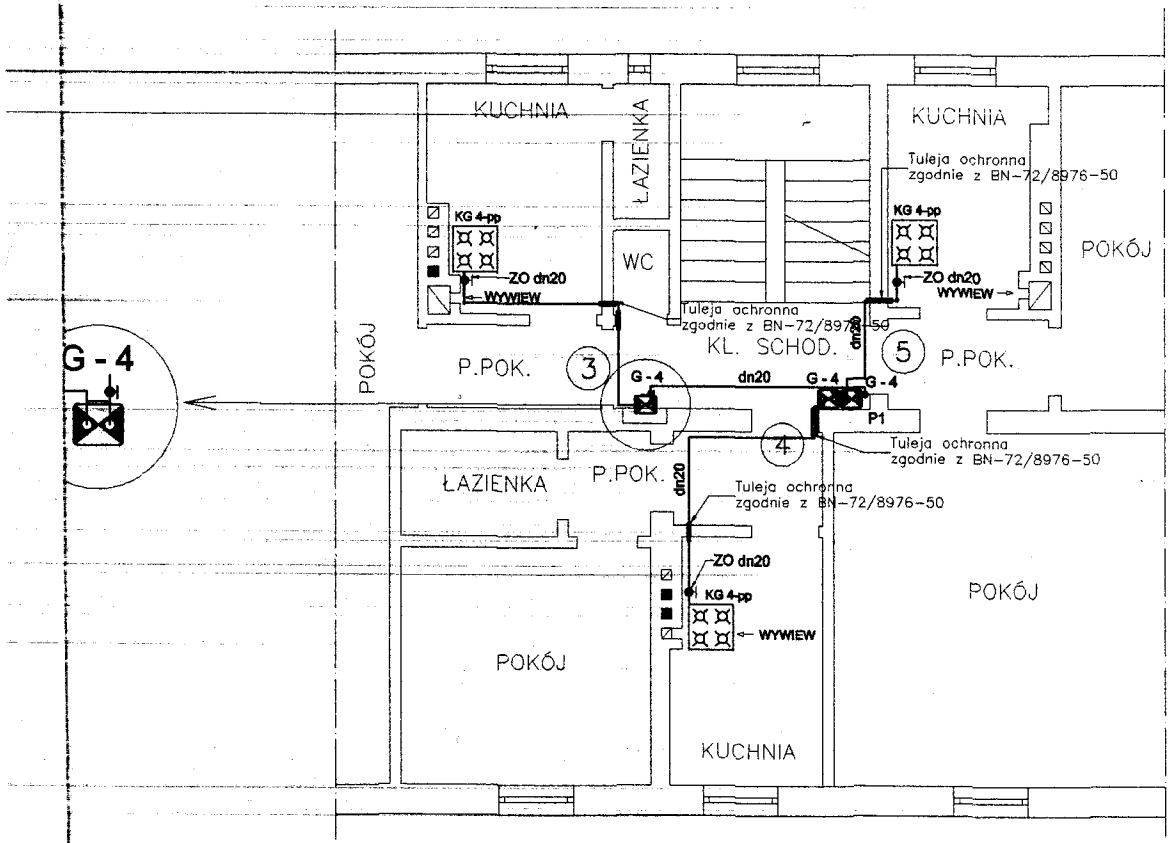 KUCHNIA
ŁAZIENKA
KUCHNIA
Tuleja ochronna
zgodnie z BN-72/8976-50
KG 4-pp
KG 4-pp
POKÓJ
WC
ZO dn20
WYWIEW
ZO dn20
WYWIEW
Tuleja ochronna
zgodnie z BN-72/8976-50
dn20
KL. SCHOD.
POKÓJ
P.POK.
3
5
P.POK.
G - 4
G - 4
dn20
G - 4
G - 4
P1
4
Tuleja ochronna
zgodnie z BN-72/8976-50
ŁAZIENKA
P.POK.
dn20
Tuleja ochronna
zgodnie z BN-72/8976-50
ZO dn20
KG 4-pp
WYWIEW
POKÓJ
POKÓJ
KUCHNIA